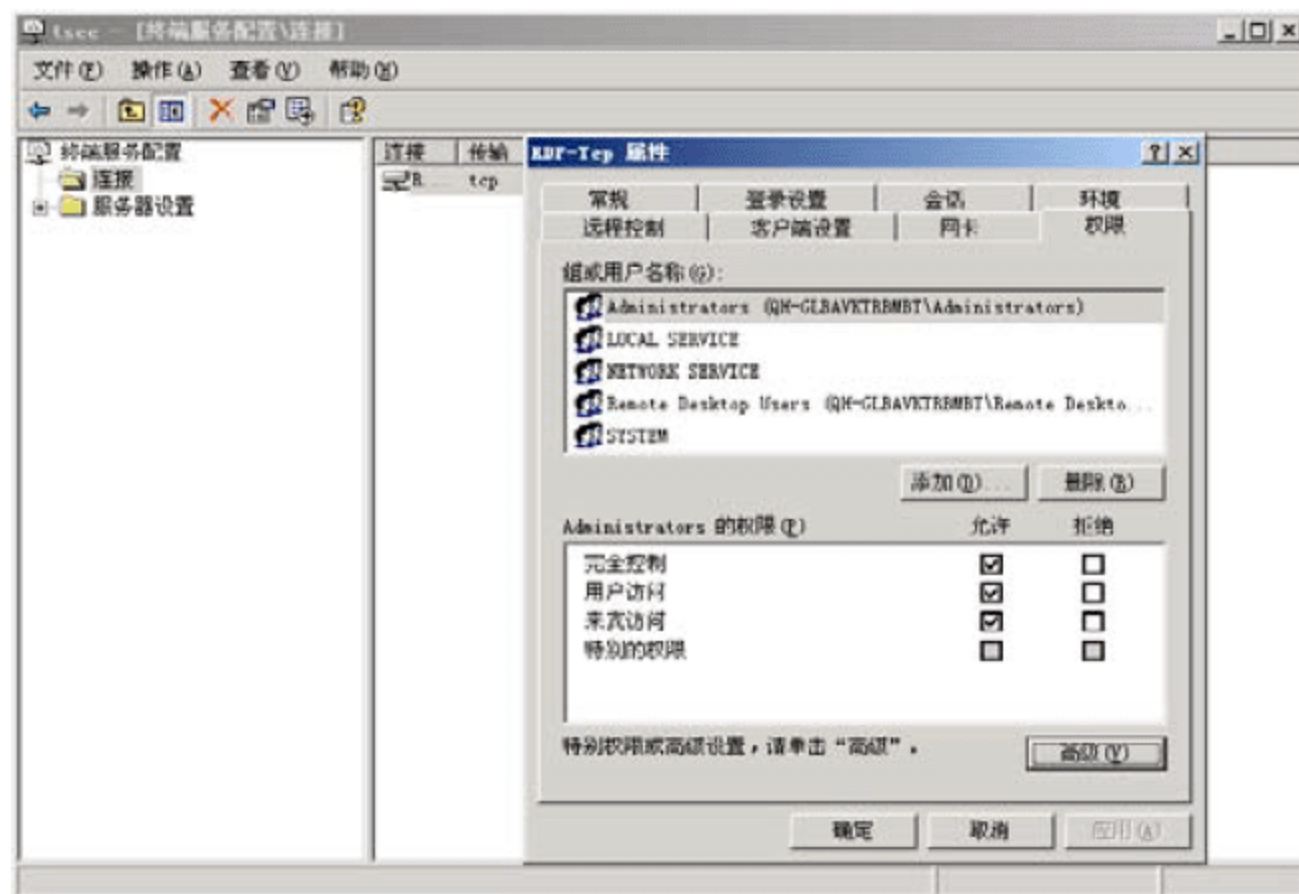 tscc - [终端服务配置\连接]
文件(F) 操作(A) 查看(V) 帮助(H)
终端服务配置
连接
服务器设置
连接 传输
R... tcp
RDP-Tcp 属性
常规 登录设置 会话 环境
远程控制 客户端设置 网卡 权限
组或用户名称(G):
Administrators (QH-GLBAVKTRBMBT\Administrators)
LOCAL SERVICE
NETWORK SERVICE
Remote Desktop Users (QH-GLBAVKTRBMBT\Remote Deskto...
SYSTEM
添加(D)... 删除(R)
Administrators 的权限(P) 允许 拒绝
完全控制
用户访问
来宾访问
特别的权限
特别权限或高级设置,请单击“高级”。
高级(V)
确定 取消 应用(A)